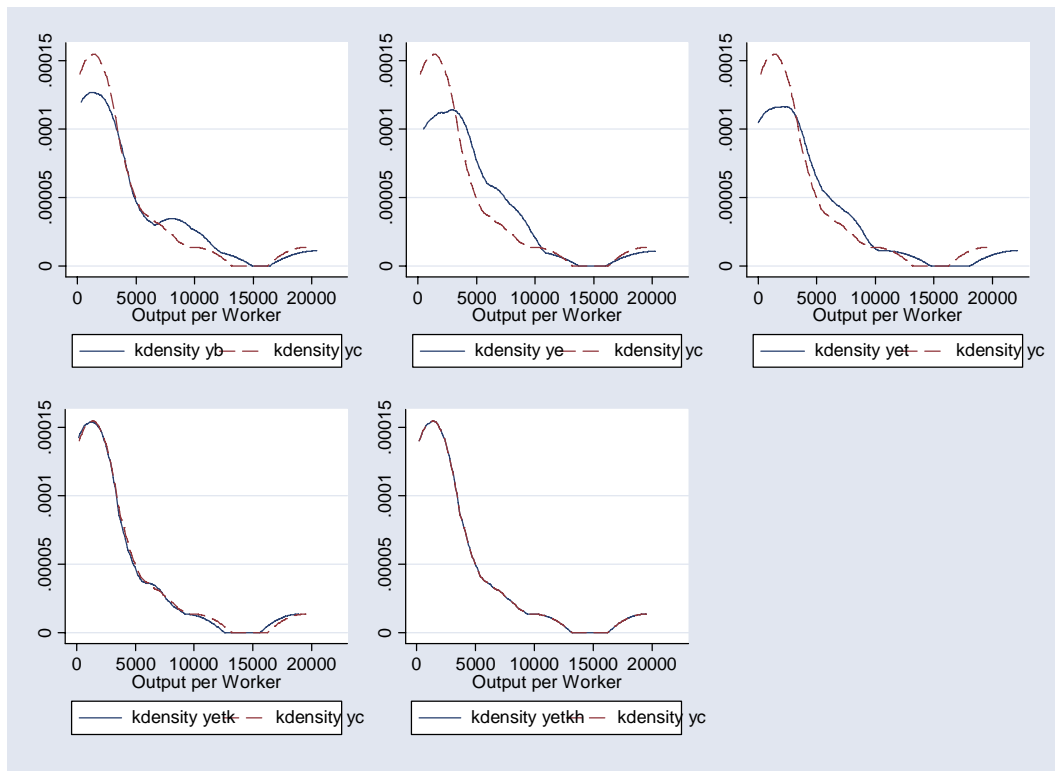 .00015
.0001
.00005
0
0 5000 10000 15000 20000
Output per Worker
kdensity yb kdensity yc
.00015
.0001
.00005
0
0 5000 10000 15000 20000
Output per Worker
kdensity ye kdensity yc
.00015
.0001
.00005
0
0 5000 10000 15000 20000
Output per Worker
kdensity yet kdensity yc
.00015
.0001
.00005
0
0 5000 10000 15000 20000
Output per Worker
kdensity yetk kdensity yc
.00015
.0001
.00005
0
0 5000 10000 15000 20000
Output per Worker
kdensity yetkh kdensity yc